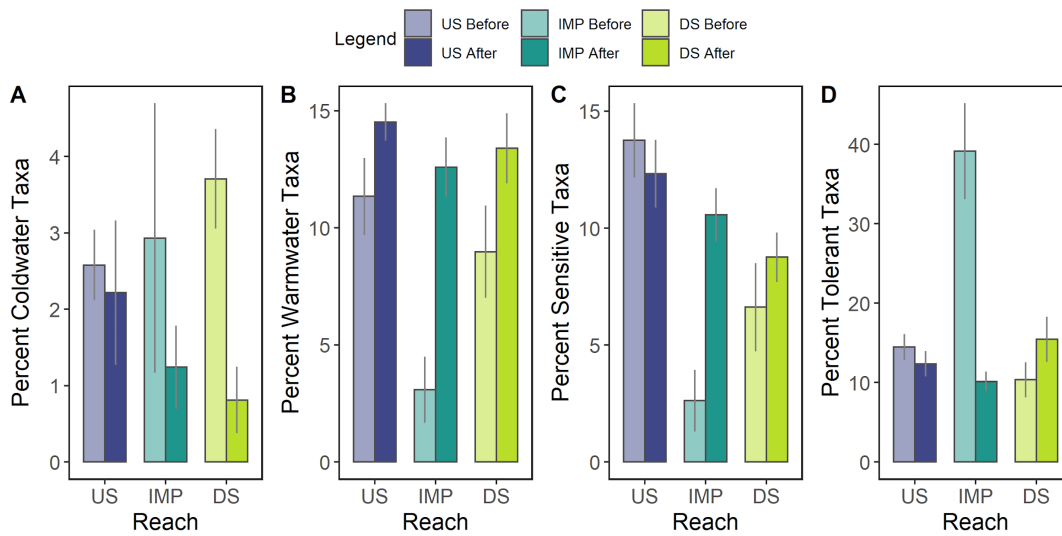 Legend
US Before
IMP Before
DS Before
US After
IMP After
DS After
A
Percent Coldwater Taxa
4
3
2
1
0
US IMP DS
Reach
B
Percent Warmwater Taxa
15
10
5
0
US IMP DS
Reach
C
Percent Sensitive Taxa
15
10
5
0
US IMP DS
Reach
D
Percent Tolerant Taxa
40
30
20
10
0
US IMP DS
Reach